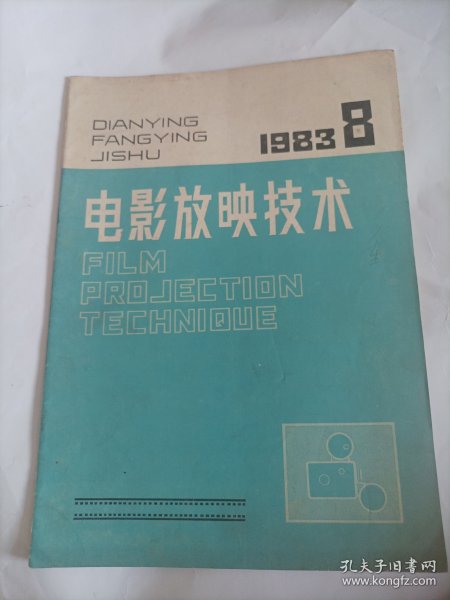 DIANYING
FANGYING
JISHU
1983 8
电影放映技术
FILM
PROJECTION
TECHNIQUE
孔夫子旧书网
www.kongfz.com